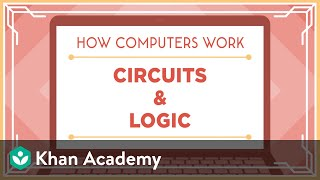 HOW COMPUTERS WORK
CIRCUITS
&
LOGIC
Khan Academy